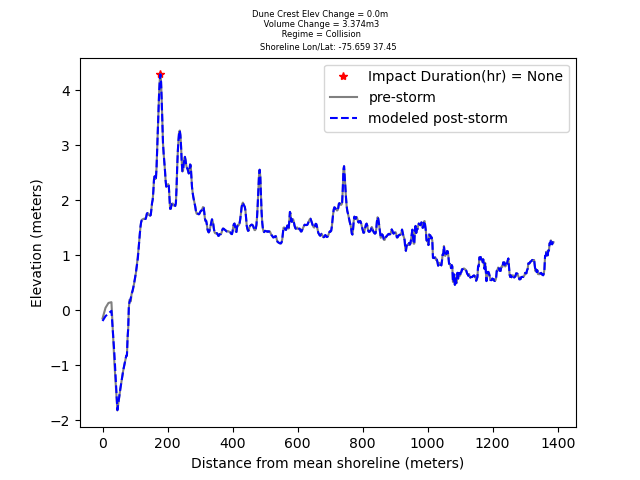 Dune Crest Elev Change = 0.0m
Volume Change = 3.374m3
Regime = Collision
Shoreline Lon/Lat: -75.659 37.45
Impact Duration(hr) = None
pre-storm
modeled post-storm
Elevation (meters)
4
3
2
1
0
−1
−2
0 200 400 600 800 1000 1200 1400
Distance from mean shoreline (meters)